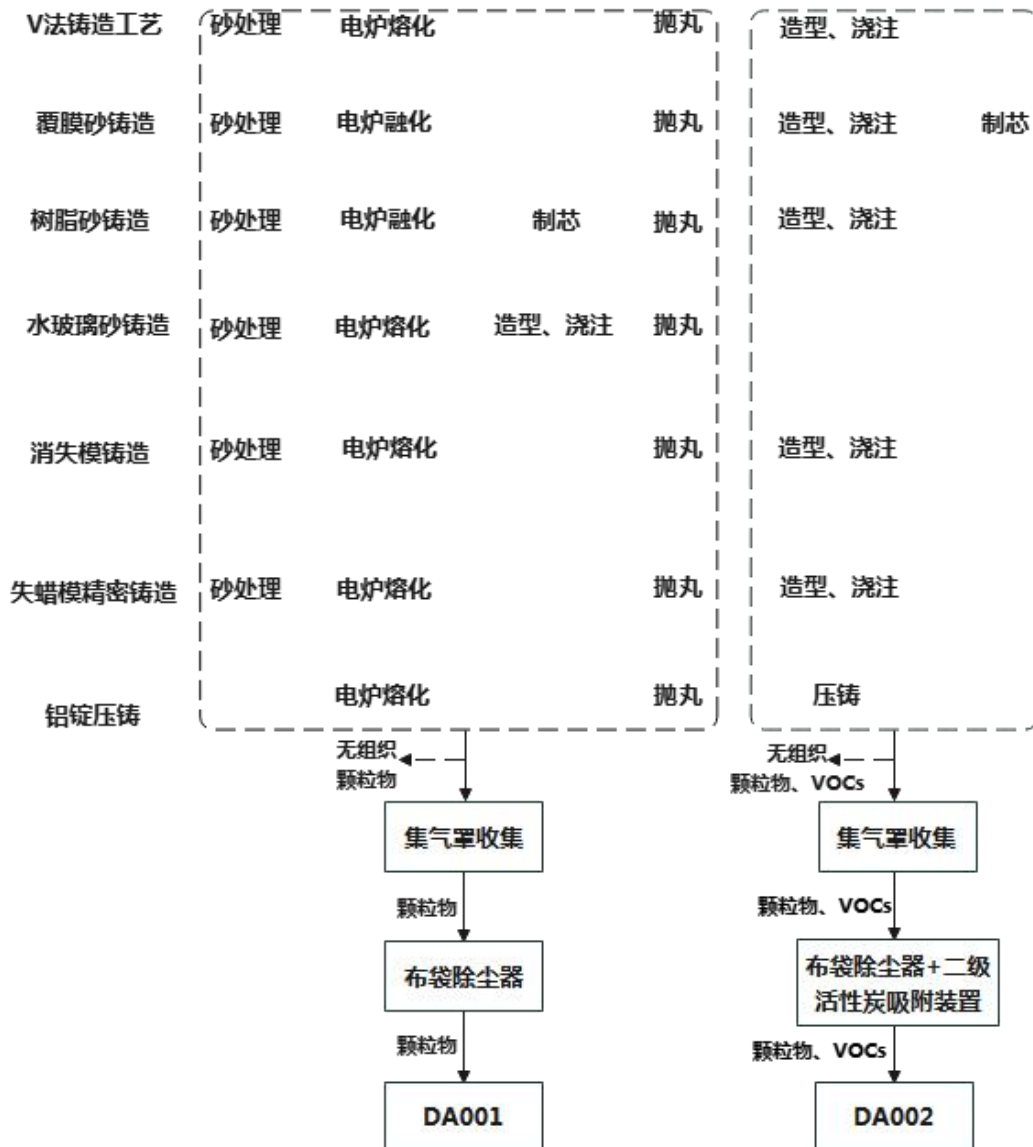 V法铸造工艺 砂处理 电炉熔化 抛丸 造型、浇注
覆膜砂铸造 砂处理 电炉融化 抛丸 造型、浇注 制芯
树脂砂铸造 砂处理 电炉融化 制芯 抛丸 造型、浇注
水玻璃砂铸造 砂处理 电炉熔化 造型、浇注 抛丸
消失模铸造 砂处理 电炉熔化 抛丸 造型、浇注
失蜡模精密铸造 砂处理 电炉熔化 抛丸 造型、浇注
铝锭压铸 电炉熔化 抛丸 压铸
无组织
颗粒物
集气罩收集
颗粒物
布袋除尘器
颗粒物
DA001
无组织
颗粒物、VOCs
集气罩收集
颗粒物、VOCs
布袋除尘器+二级
活性炭吸附装置
颗粒物、VOCs
DA002